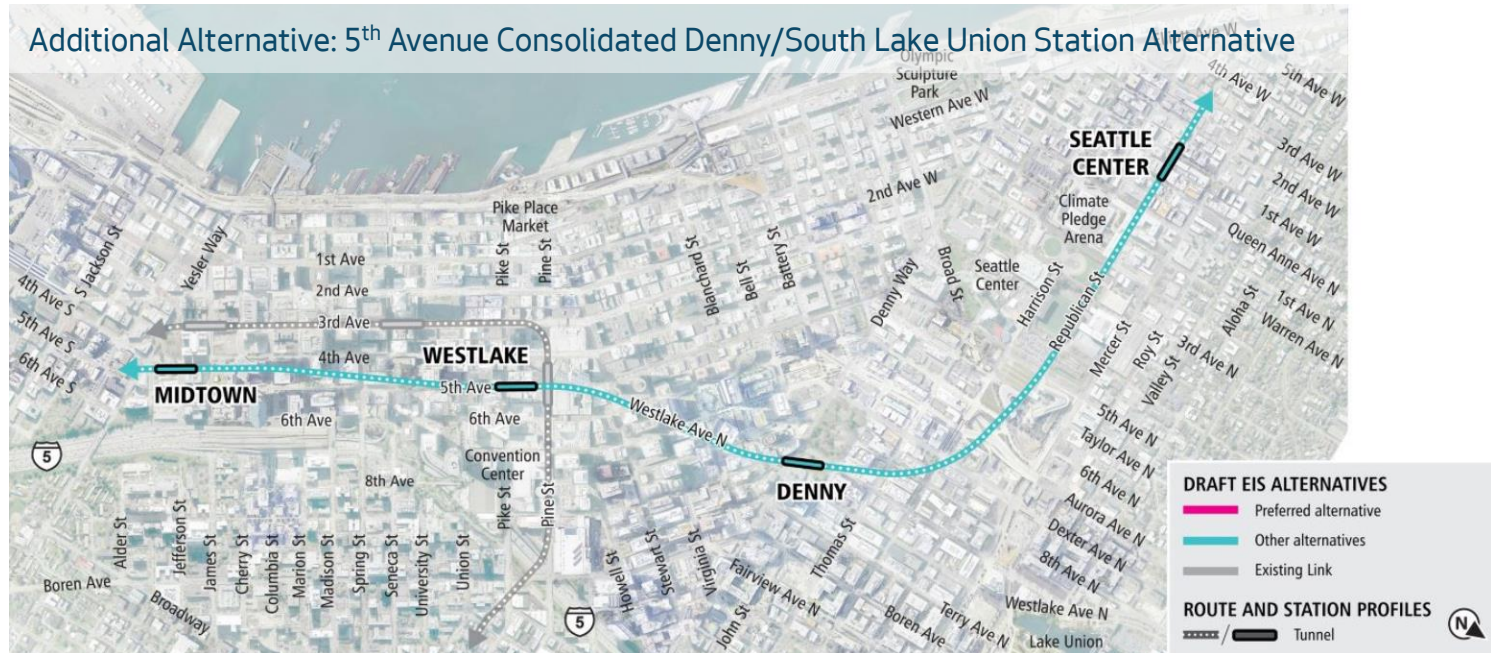 Additional Alternative: 5th Avenue Consolidated Denny/South Lake Union Station Alternative
Olympic
Sculpture
Park
Western Ave W
4th Ave W
5th Ave W
SEATTLE
CENTER
3rd Ave W
2nd Ave W
1st Ave W
Queen Anne Ave N
1st Ave N
Warren Ave N
2nd Ave W
Climate
Pledge
Arena
Pike Place
Market
S Jackson St
Yesler Way
1st Ave
2nd Ave
3rd Ave
4th Ave
Pike St
Pine St
Blanchard St
Bell St
Battery St
Denny Way
Broad St
Seattle
Center
Harrison St
Republican St
Mercer St
Roy St
Valley St
Aloha St
3rd Ave N
4th Ave S
5th Ave S
6th Ave S
MIDTOWN
WESTLAKE
5th Ave
6th Ave
6th Ave
Westlake Ave N
DENNY
Convention
Center
8th Ave
Pike St
Pine St
5
5th Ave N
Taylor Ave N
6th Ave N
Aurora Ave N
Dexter Ave N
8th Ave N
Westlake Ave N
Lake Union
Boren Ave
Broadway
Alder St
Jefferson St
James St
Cherry St
Columbia St
Marion St
Madison St
Spring St
Seneca St
University St
Union St
5
Howell St
Stewart St
Virginia St
John St
Fairview Ave N
Thomas St
Boren Ave
Terry Ave N
DRAFT EIS ALTERNATIVES
Preferred alternative
Other alternatives
Existing Link
ROUTE AND STATION PROFILES
/ Tunnel
N